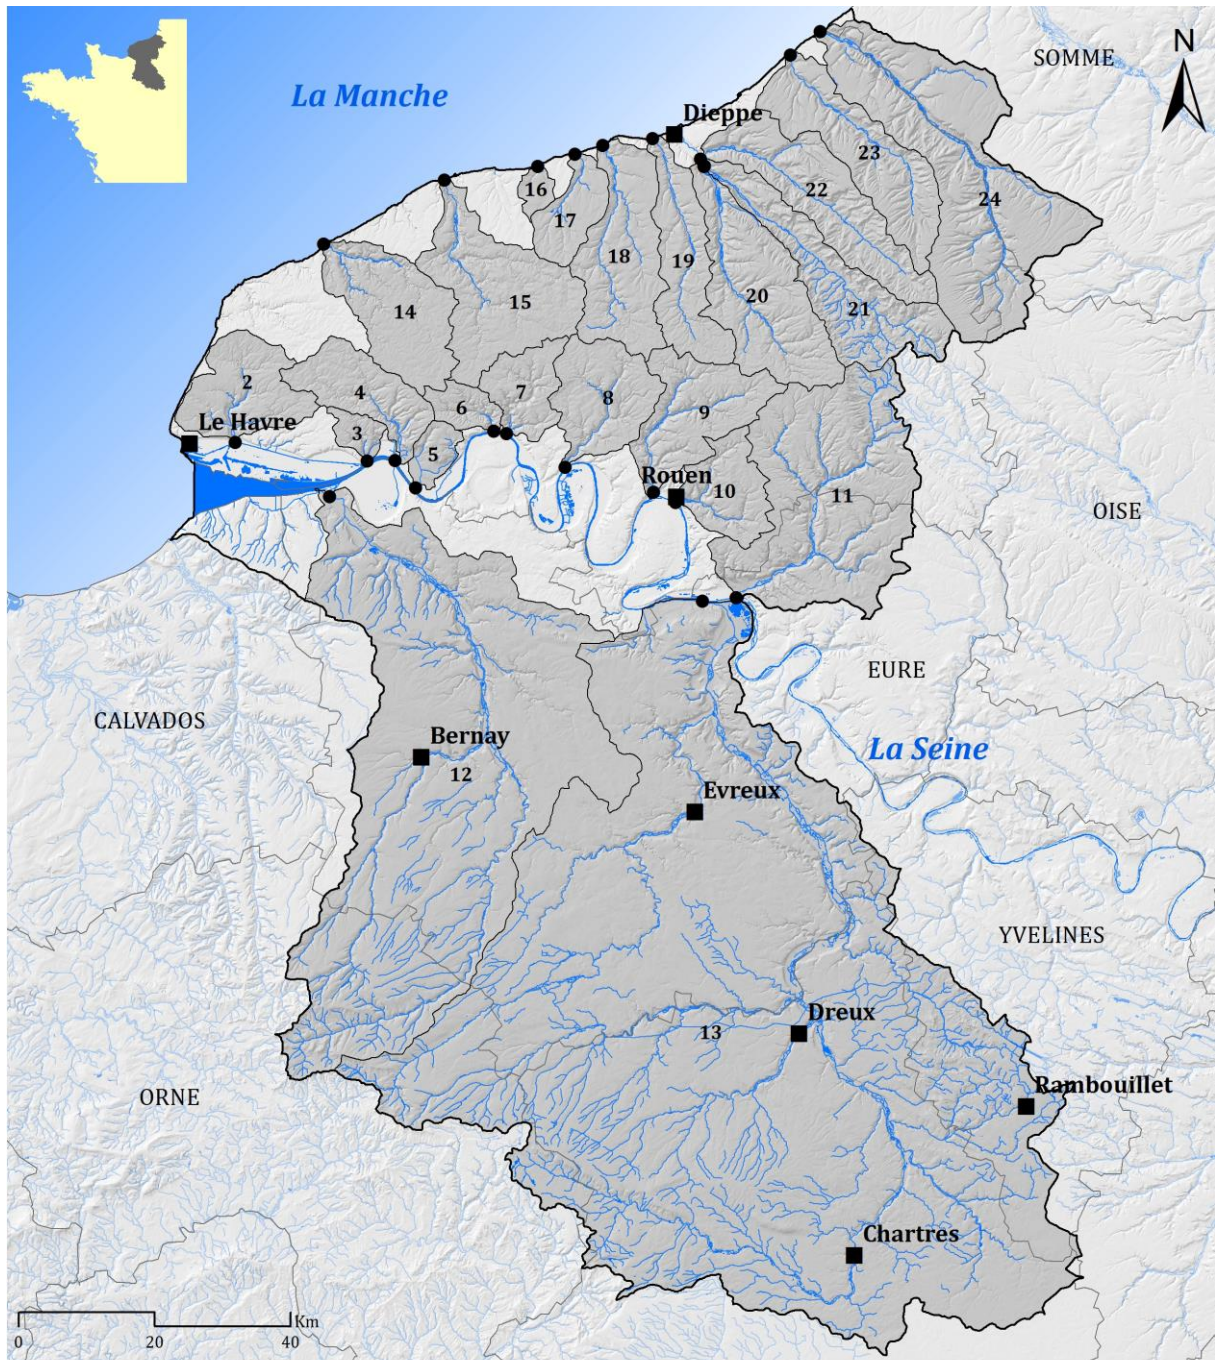 N
SOMME
La Manche
Dieppe
23
22
24
16
17
18
19
20
21
14
15
2
4
7
8
9
6
3
5
Le Havre
Rouen
10
11
OISE
EURE
CALVADOS
Bernay
12
La Seine
Evreux
YVELINES
Dreux
13
ORNE
Rambouillet
Chartres
Km
0
20
40